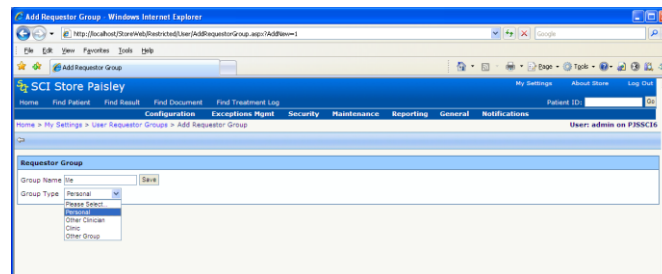 Add Requestor Group - Windows Internet Explorer
http://localhost/StoreWeb/Restricted/User/AddRequestorGroup.aspx?AddNew=1
Google
File Edit View Favorites Tools Help
Add Requestor Group
Page Tools
SCI Store Paisley
My Settings About Store Log Out
Home Find Patient Find Result Find Document Find Treatment Log
Patient ID: Go
Configuration Exceptions Mgmt Security Maintenance Reporting General Notifications
Home > My Settings > User Requestor Groups > Add Requestor Group
User: admin on PJSSCI6
Requestor Group
Group Name Me Save
Group Type Personal
Please Select...
Personal
Other Clinician
Clinic
Other Group